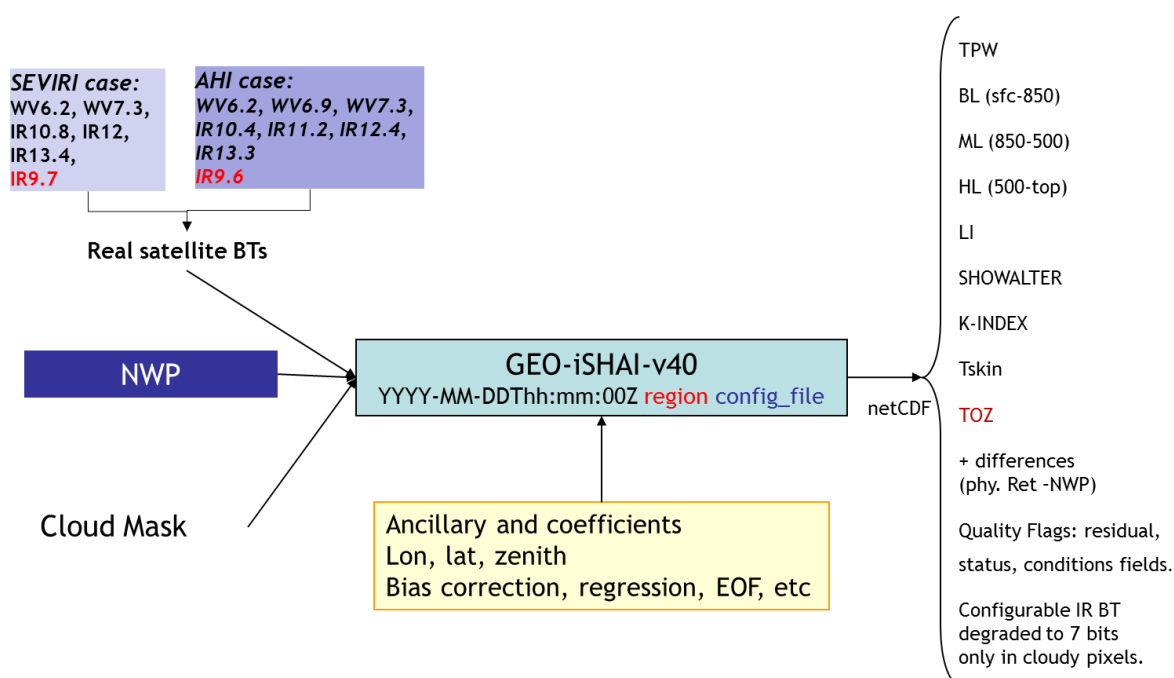 SEVIRI case:
WV6.2, WV7.3,
IR10.8, IR12,
IR13.4,
IR9.7
AHI case:
WV6.2, WV6.9, WV7.3,
IR10.4, IR11.2, IR12.4,
IR13.3
IR9.6
Real satellite BTs
NWP
Cloud Mask
GEO-iSHAI-v40
YYYY-MM-DDThh:mm:00Z region config_file
Ancillary and coefficients
Lon, lat, zenith
Bias correction, regression, EOF, etc
netCDF
TPW
BL (sfc-850)
ML (850-500)
HL (500-top)
LI
SHOWALTER
K-INDEX
Tskin
TOZ
+ differences
(phy. Ret -NWP)
Quality Flags: residual,
status, conditions fields.
Configurable IR BT
degraded to 7 bits
only in cloudy pixels.